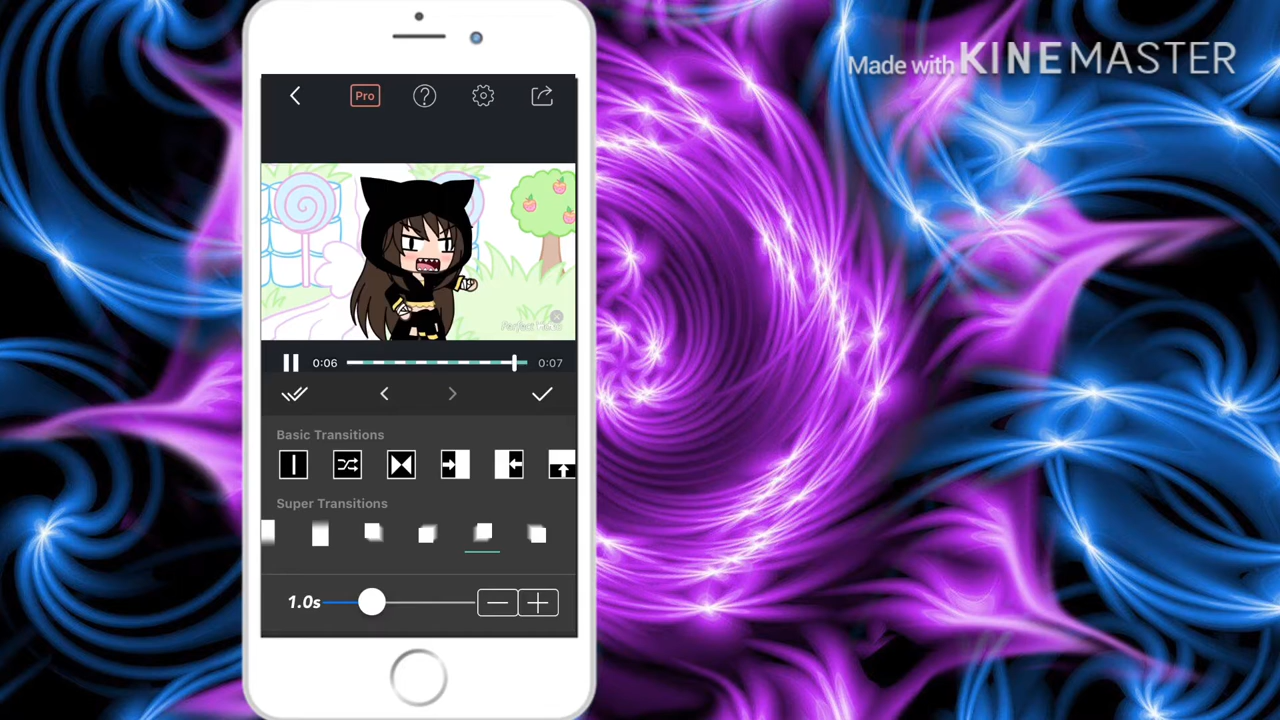 Made with KINEMASTER
Pro
0:06
0:07
Basic Transitions
Super Transitions
1.0s